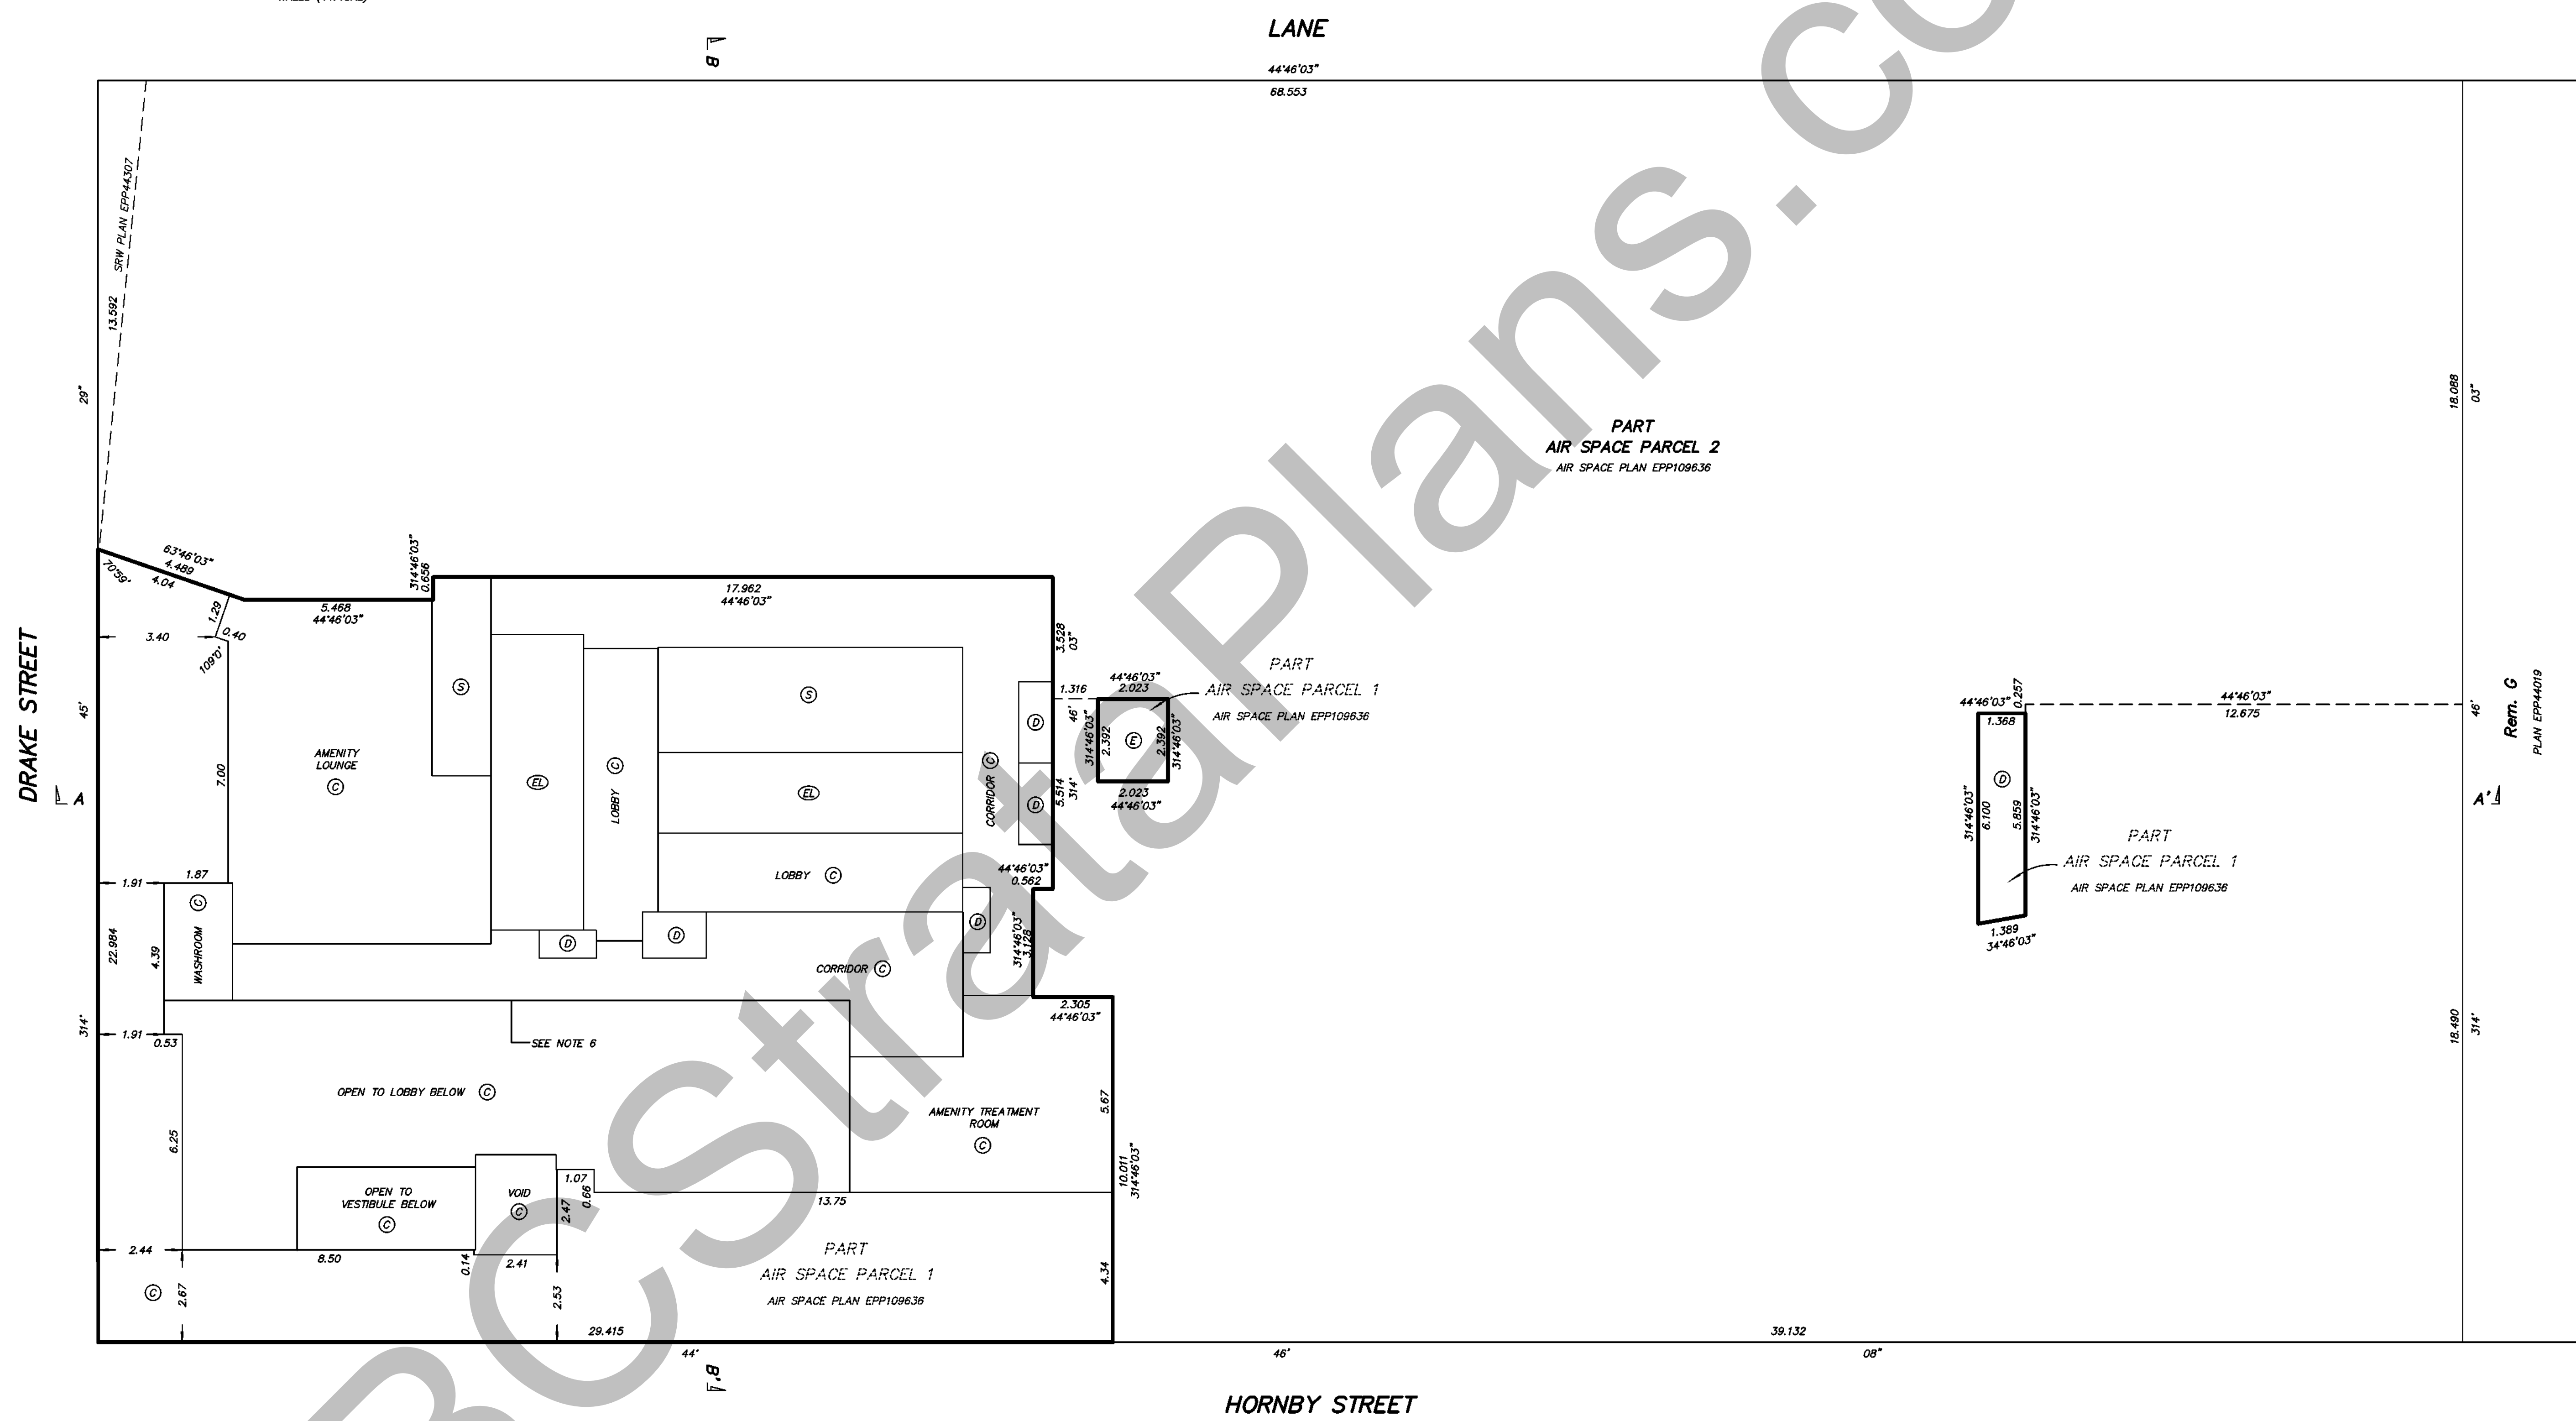 LANE
B
44°46'03"
68.553
SRW PLAN EPP44307
13.592
29"
18.088
03"
PART
AIR SPACE PARCEL 2
AIR SPACE PLAN EPP109636
63°46'03"
4.489
4.04
70°59'
314°46'03"
0.656
5.468
44°46'03"
17.962
44°46'03"
1.29
0.40
3.40
109°0'
3.528
03"
DRAKE STREET
45'
S
AMENITY
LOUNGE
C
7.00
EL
LOBBY
C
S
EL
LOBBY C
CORRIDOR C
D
D
5.514
314°
46'
1.316
44°46'03"
2.023
314°46'03"
2.392
E
2.392
314°46'03"
2.023
44°46'03"
PART
AIR SPACE PARCEL 1
AIR SPACE PLAN EPP109636
44°46'03"
1.368
0.257
44°46'03"
12.675
46'
Rem. G
PLAN EPP44019
D
314°46'03"
6.100
5.859
314°46'03"
1.389
34°46'03"
PART
AIR SPACE PARCEL 1
AIR SPACE PLAN EPP109636
A
A'
1.91
1.87
C
WASHROOM
4.39
22.984
44°46'03"
0.562
D
D
D
314°46'03"
3.128
CORRIDOR C
2.305
44°46'03"
314°
1.91
0.53
SEE NOTE 6
18.490
314°
OPEN TO LOBBY BELOW C
6.25
AMENITY TREATMENT
ROOM
C
5.67
10.011
314°46'03"
OPEN TO
VESTIBULE BELOW
C
VOID
C
1.07
0.66
2.47
13.75
2.44
8.50
0.14
2.41
C
2.67
2.53
PART
AIR SPACE PARCEL 1
AIR SPACE PLAN EPP109636
4.34
29.415
39.132
44°
46'
08"
B'
HORNBY STREET
BCStrataPlans.co